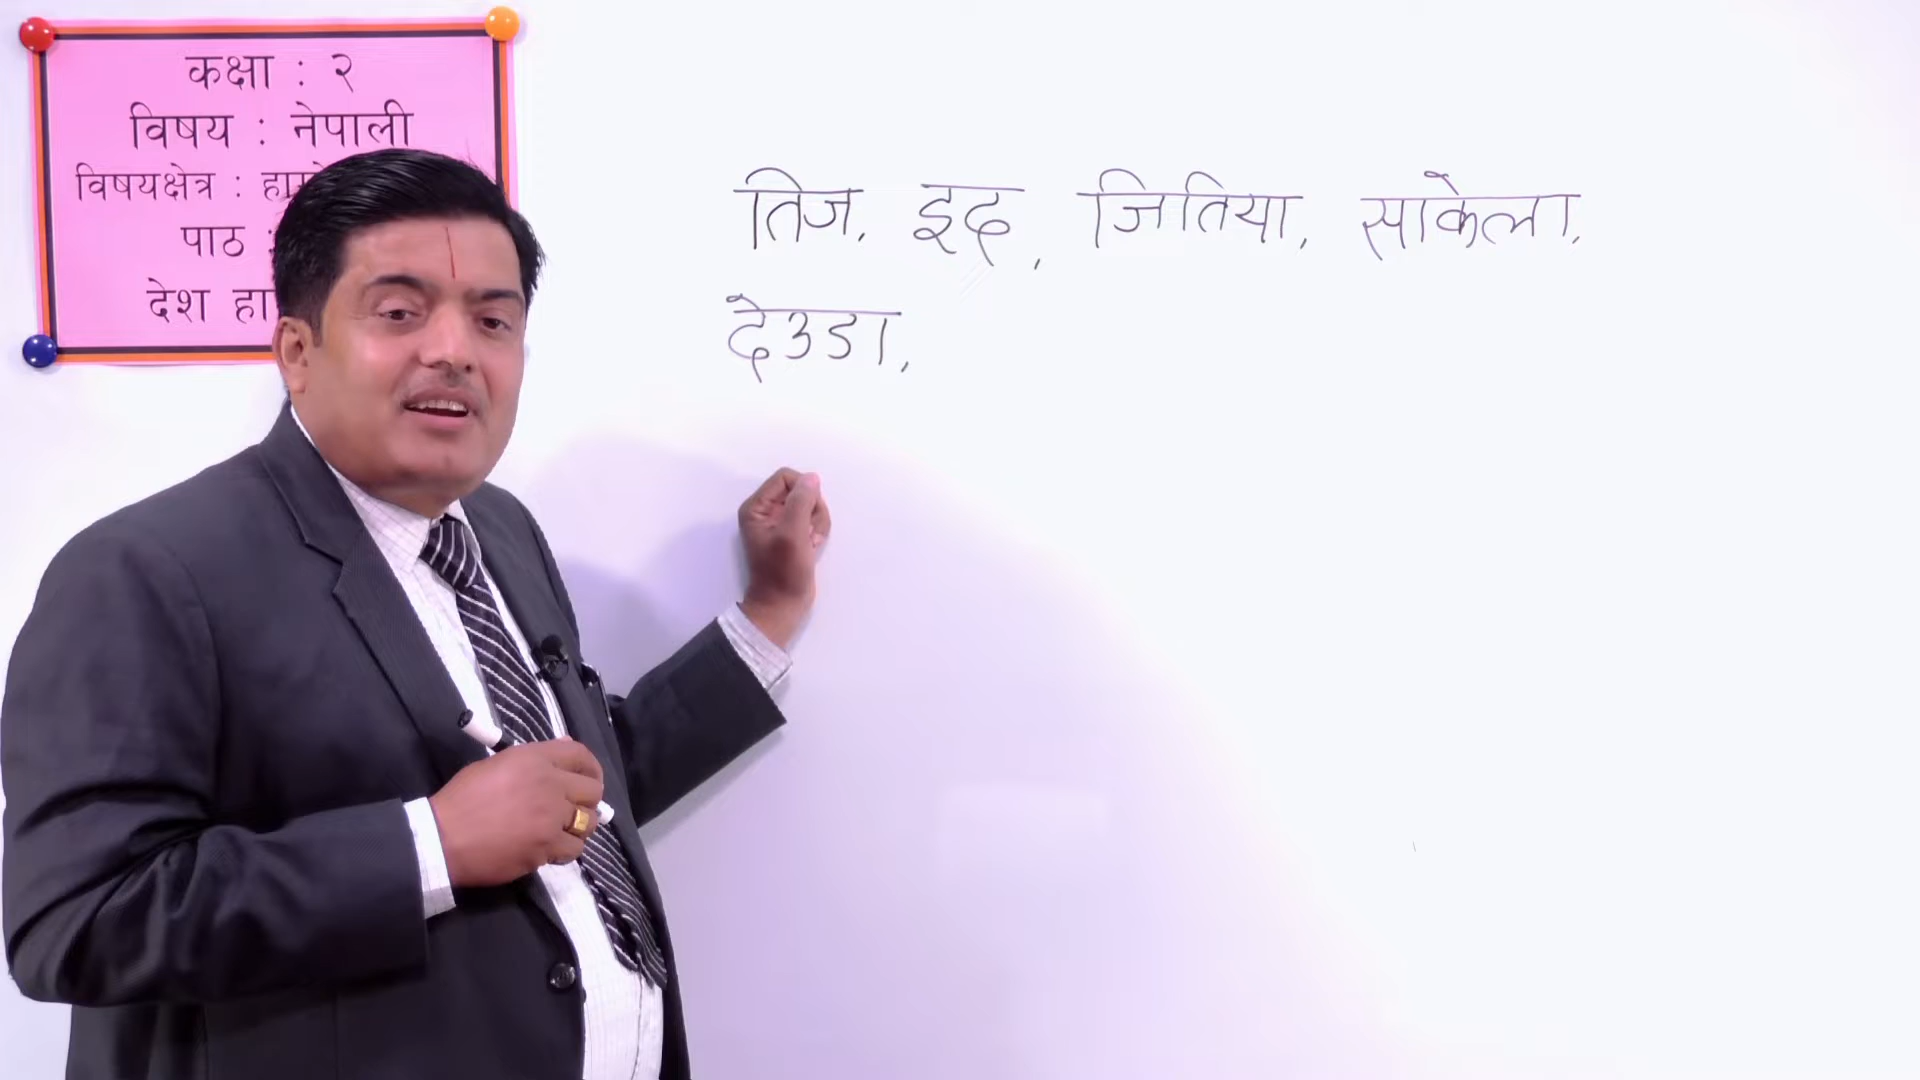 कक्षा : २
विषय : नेपाली
विषयक्षेत्र :
पाठ :
देश
तिज, इद, जितिया, साकेला,
देउडा,